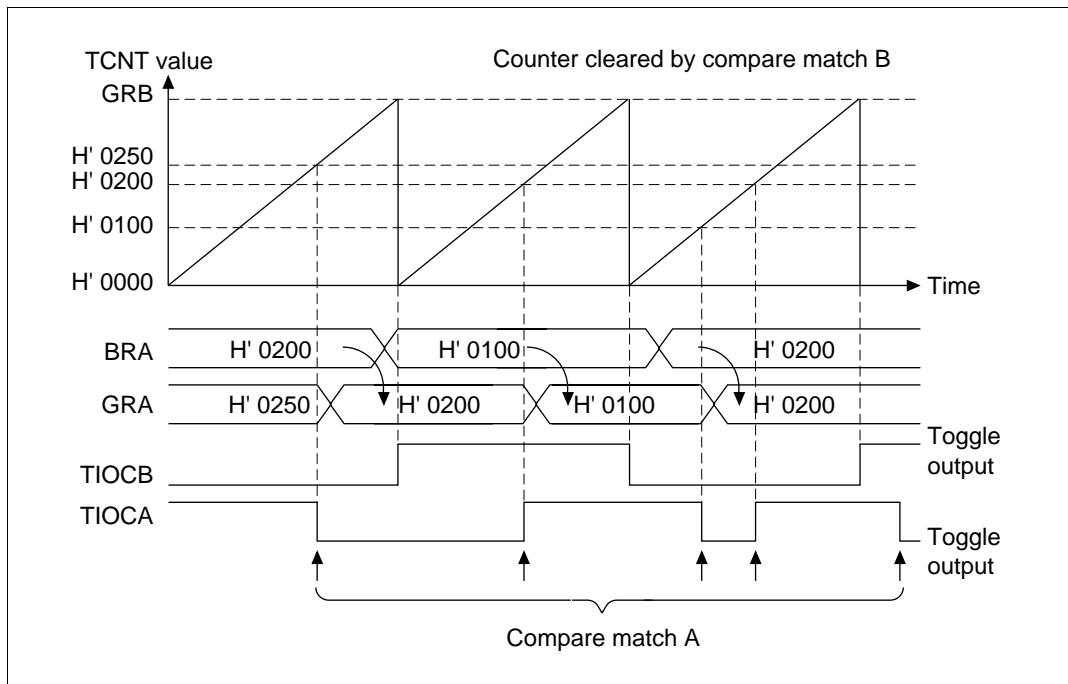 TCNT value
Counter cleared by compare match B
GRB
H' 0250
H' 0200
H' 0100
H' 0000
Time
BRA
H' 0200
H' 0100
H' 0200
GRA
H' 0250
H' 0200
H' 0100
H' 0200
TIOCB
Toggle
output
TIOCA
Toggle
output
Compare match A